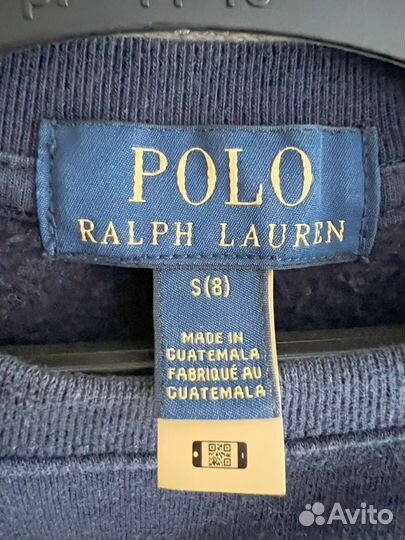 POLO
RALPH LAUREN
S(8)
MADE IN
GUATEMALA
FABRIQUÉ AU
GUATEMALA
Avito